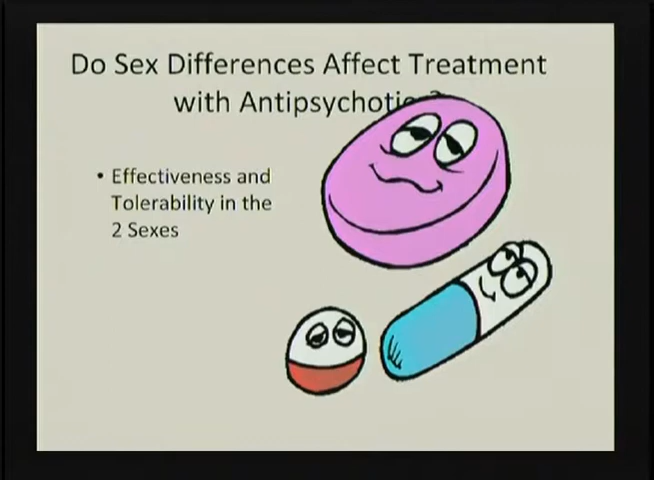 Do Sex Differences Affect Treatment
with Antipsychotic ?
• Effectiveness and
Tolerability in the
2 Sexes